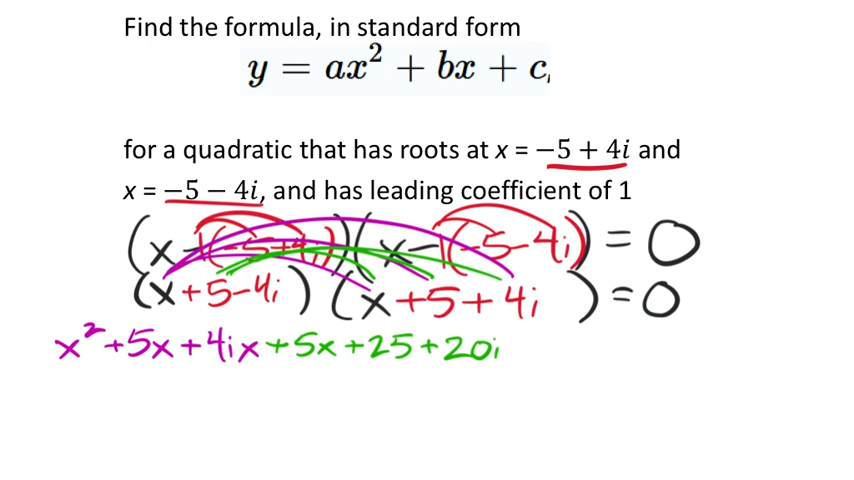 Find the formula, in standard form
y = ax² + bx + c,
for a quadratic that has roots at x = −5 + 4i and
x = −5 − 4i, and has leading coefficient of 1
(x-(-5+4i))(x-(-5-4i)) = 0
(x+5-4i)(x+5+4i) = 0
x²+5x+4ix+5x+25+20i